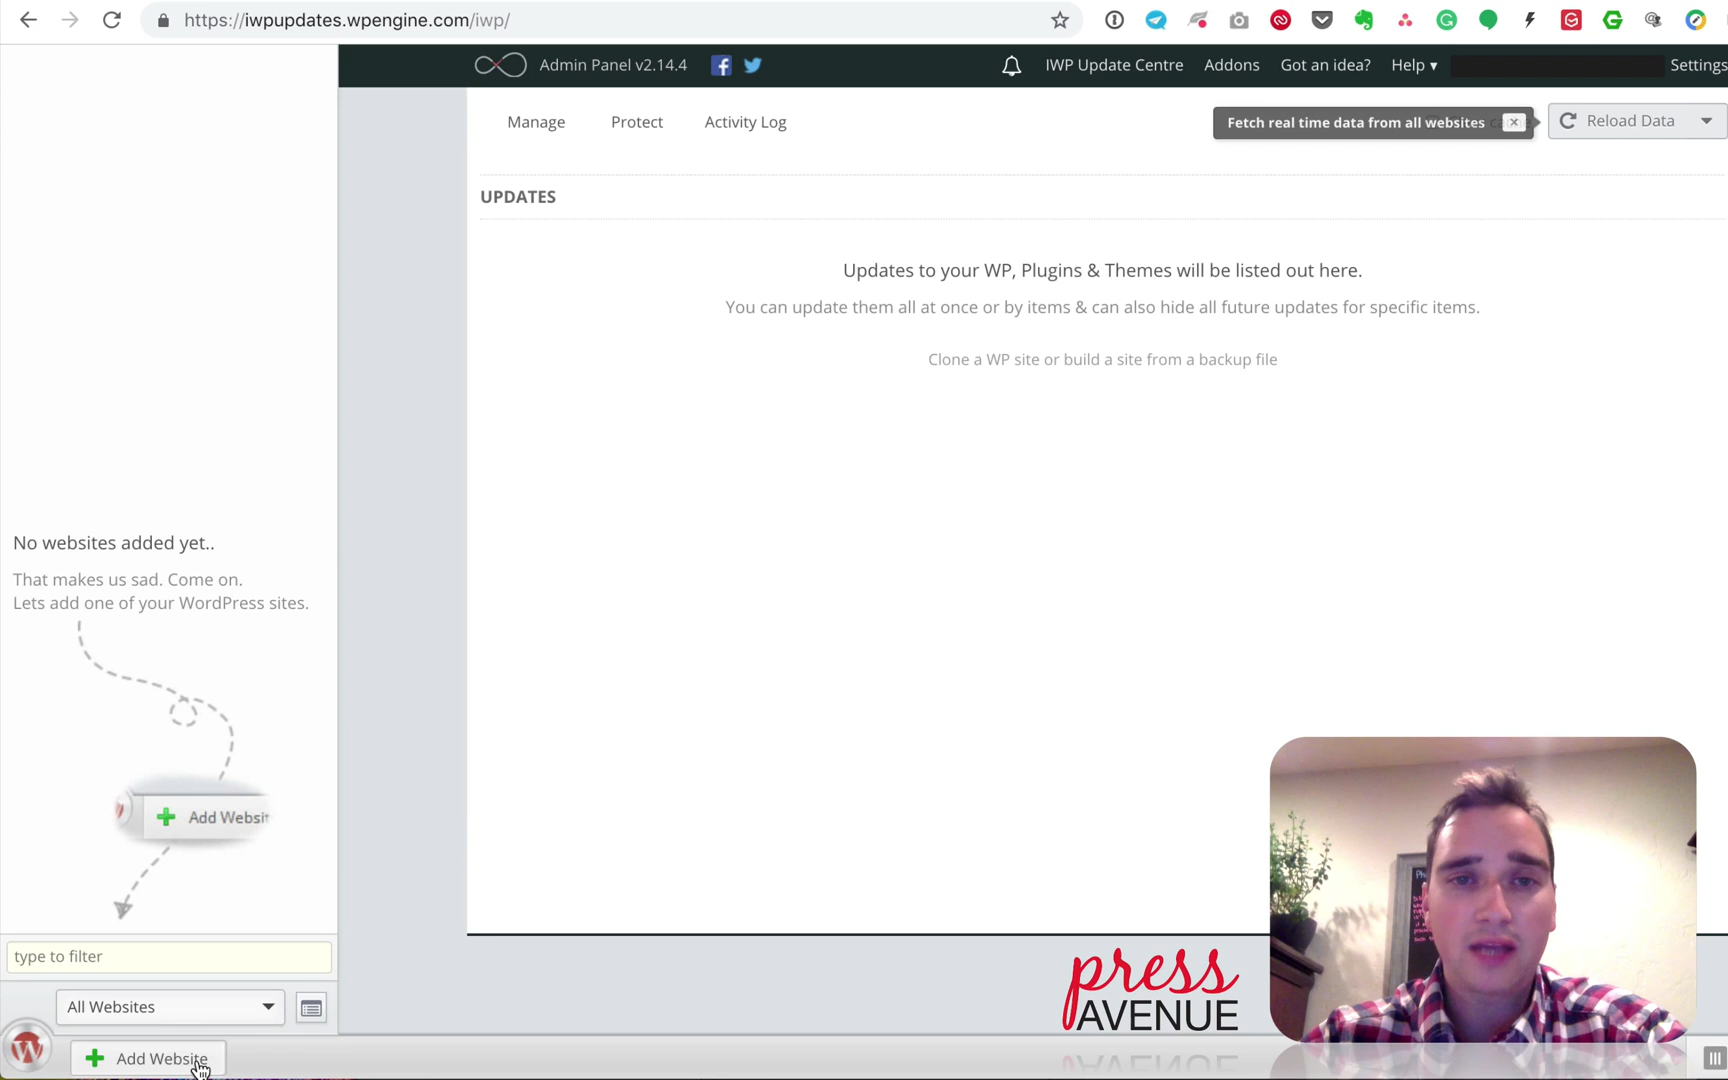 https://iwpupdates.wpengine.com/iwp/
Admin Panel v2.14.4
IWP Update Centre
Addons
Got an idea?
Help ▾
Settings
Manage
Protect
Activity Log
Fetch real time data from all websites
Reload Data
UPDATES
Updates to your WP, Plugins & Themes will be listed out here.
You can update them all at once or by items & can also hide all future updates for specific items.
Clone a WP site or build a site from a backup file
No websites added yet..
That makes us sad. Come on.
Lets add one of your WordPress sites.
Add Websit
type to filter
All Websites
Add Website
press
AVENUE